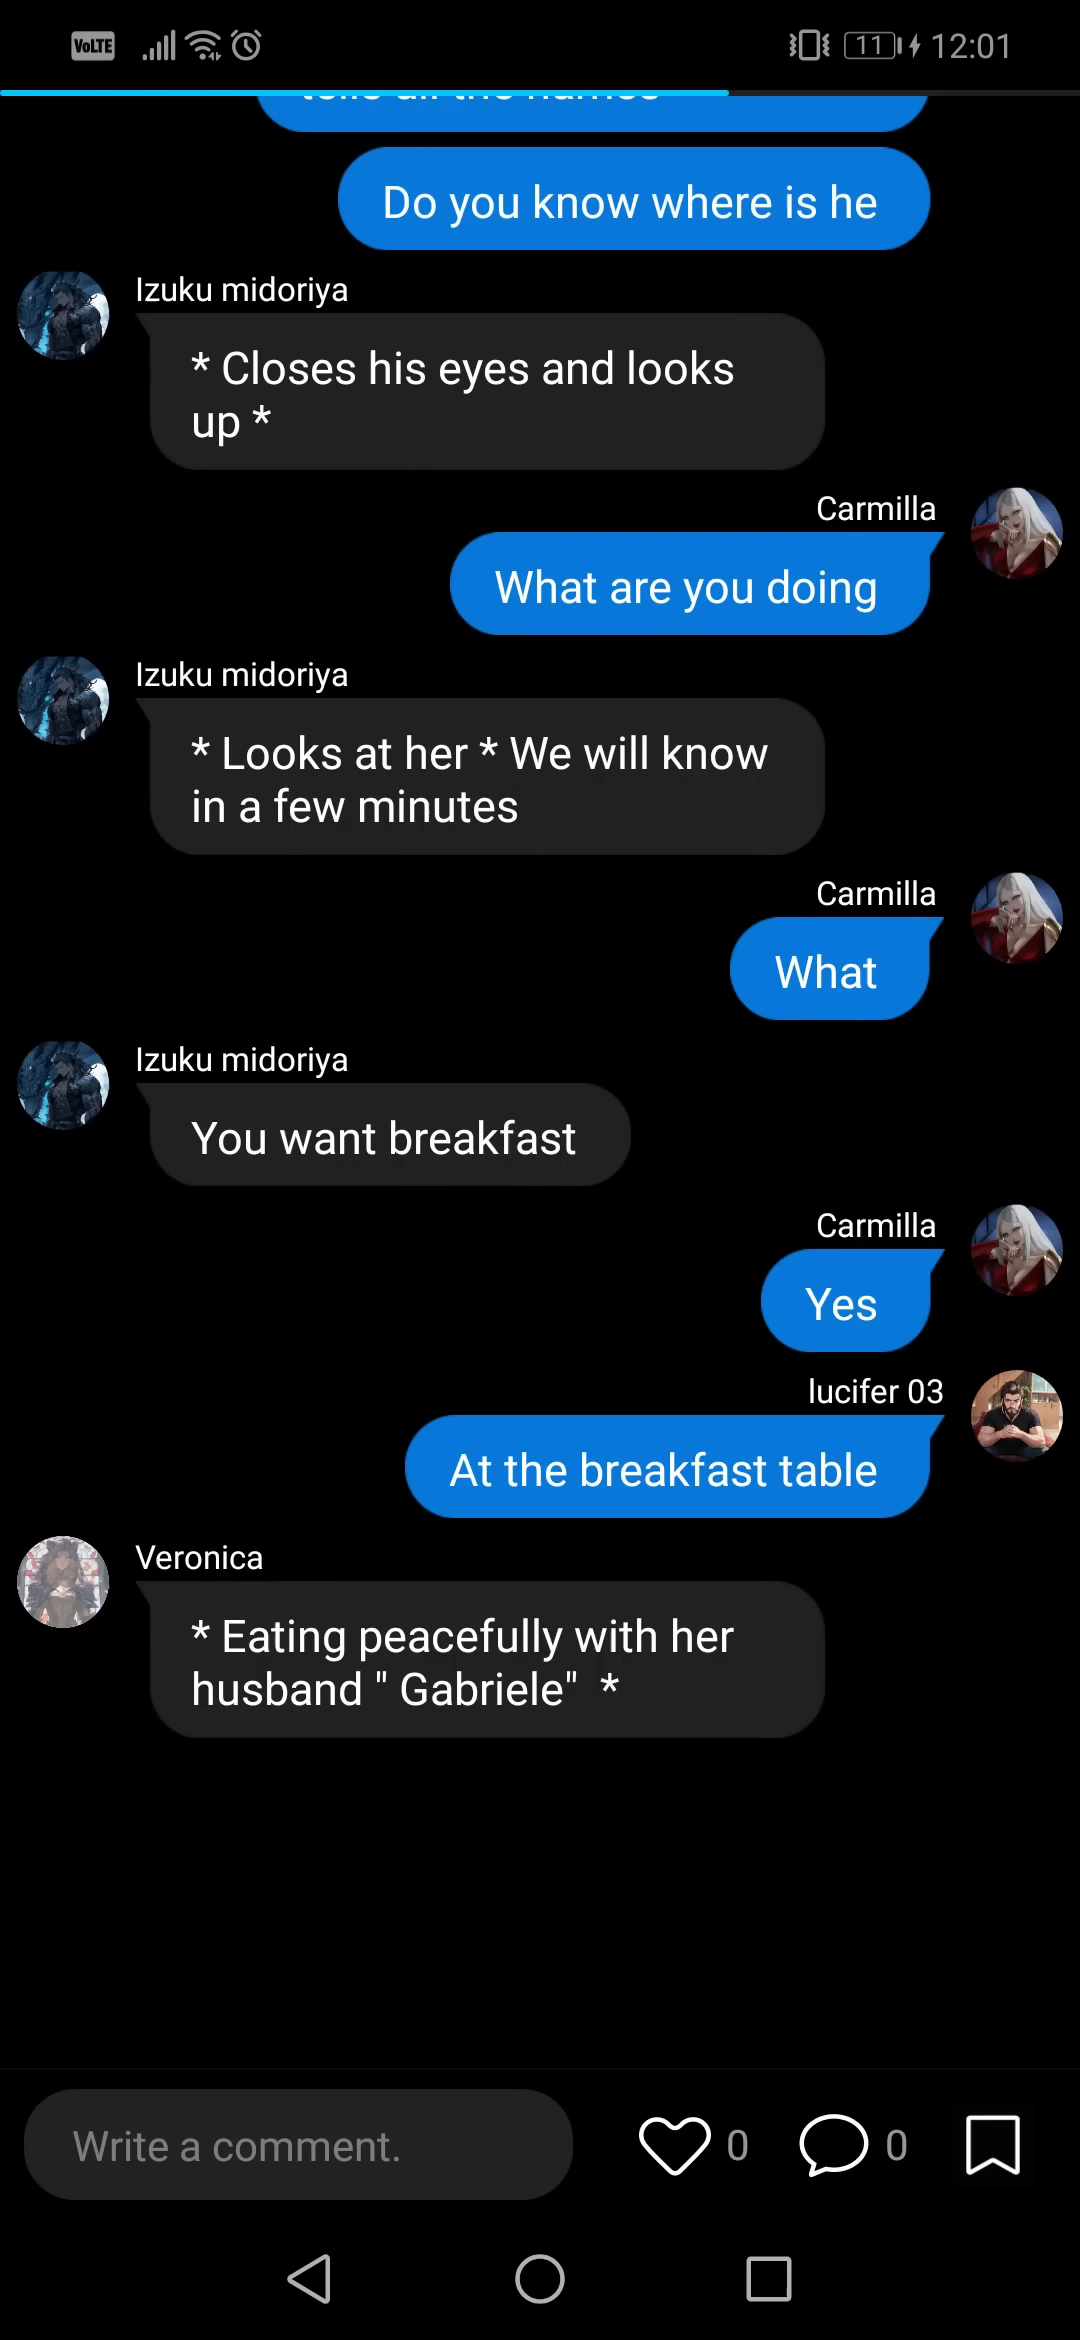 VoLTE 11 12:01
Do you know where is he
Izuku midoriya
* Closes his eyes and looks
up *
Carmilla
What are you doing
Izuku midoriya
* Looks at her * We will know
in a few minutes
Carmilla
What
Izuku midoriya
You want breakfast
Carmilla
Yes
lucifer 03
At the breakfast table
Veronica
* Eating peacefully with her
husband " Gabriele"  *
Write a comment. 0 0